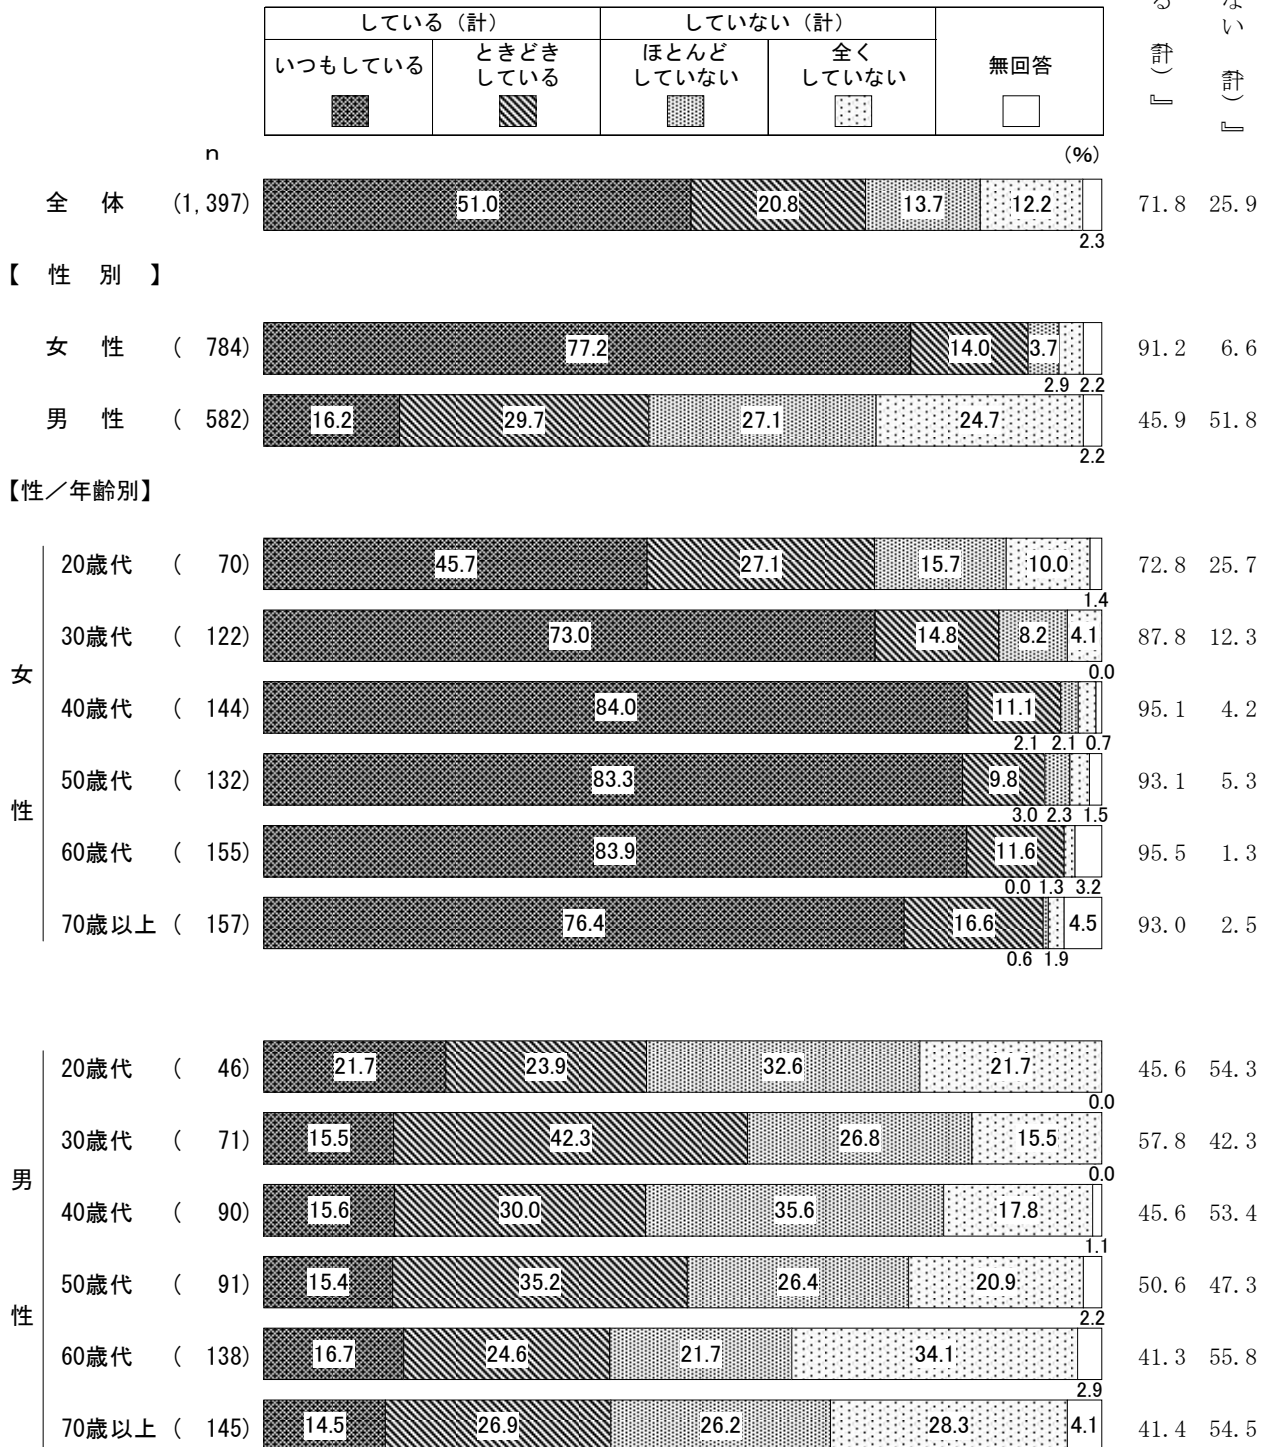 している（計）　していない（計）
いつもしている　ときどきしている　ほとんどしていない　全くしていない　無回答
る　計）』
ない　計）』
ｎ　(%)
全　体　(1,397)　51.0　20.8　13.7　12.2　71.8　25.9
2.3
【　性　別　】
女　性　(　784)　77.2　14.0　3.7　91.2　6.6
2.9　2.2
男　性　(　582)　16.2　29.7　27.1　24.7　45.9　51.8
2.2
【性／年齢別】
女　性
20歳代　(　70)　45.7　27.1　15.7　10.0　72.8　25.7
1.4
30歳代　(　122)　73.0　14.8　8.2　4.1　87.8　12.3
0.0
40歳代　(　144)　84.0　11.1　95.1　4.2
2.1　2.1　0.7
50歳代　(　132)　83.3　9.8　93.1　5.3
3.0　2.3　1.5
60歳代　(　155)　83.9　11.6　95.5　1.3
0.0　1.3　3.2
70歳以上　(　157)　76.4　16.6　4.5　93.0　2.5
0.6　1.9
男　性
20歳代　(　46)　21.7　23.9　32.6　21.7　45.6　54.3
0.0
30歳代　(　71)　15.5　42.3　26.8　15.5　57.8　42.3
0.0
40歳代　(　90)　15.6　30.0　35.6　17.8　45.6　53.4
1.1
50歳代　(　91)　15.4　35.2　26.4　20.9　50.6　47.3
2.2
60歳代　(　138)　16.7　24.6　21.7　34.1　41.3　55.8
2.9
70歳以上　(　145)　14.5　26.9　26.2　28.3　4.1　41.4　54.5